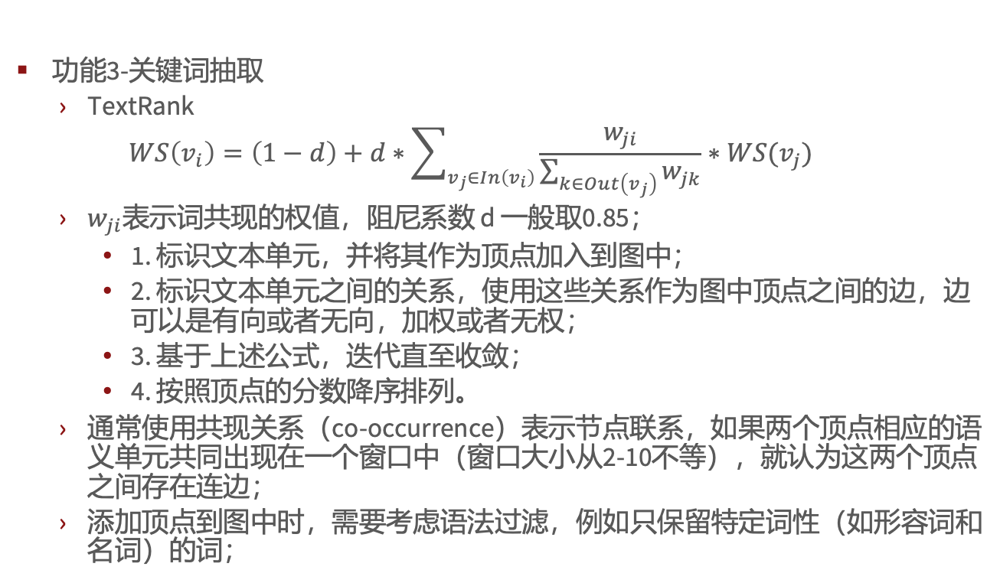 ▪ 功能3-关键词抽取
› TextRank
WS(v_i) = (1 − d) + d * ∑_{v_j∈In(v_i)} \frac{w_{ji}}{∑_{k∈Out(v_j)} w_{jk}} * WS(v_j)
› w_{ji}表示词共现的权值，阻尼系数 d 一般取0.85；
• 1. 标识文本单元，并将其作为顶点加入到图中；
• 2. 标识文本单元之间的关系，使用这些关系作为图中顶点之间的边，边
可以是有向或者无向，加权或者无权；
• 3. 基于上述公式，迭代直至收敛；
• 4. 按照顶点的分数降序排列。
› 通常使用共现关系（co-occurrence）表示节点联系，如果两个顶点相应的语
义单元共同出现在一个窗口中（窗口大小从2-10不等），就认为这两个顶点
之间存在连边；
› 添加顶点到图中时，需要考虑语法过滤，例如只保留特定词性（如形容词和
名词）的词；